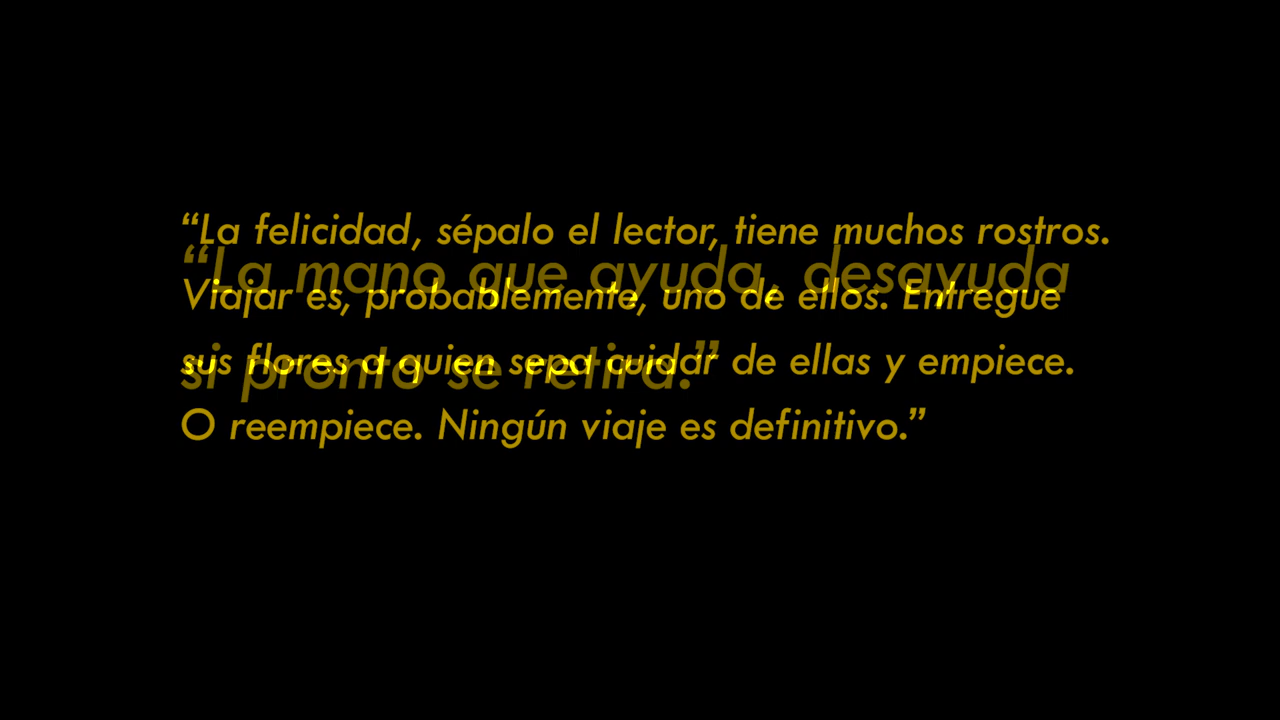 “La felicidad, sépalo el lector, tiene muchos rostros.
Viajar es, probablemente, uno de ellos. Entregue
sus flores a quien sepa cuidar de ellas y empiece.
O reempiece. Ningún viaje es definitivo.”
“La mano que ayuda, desayuda
si pronto se retira.”